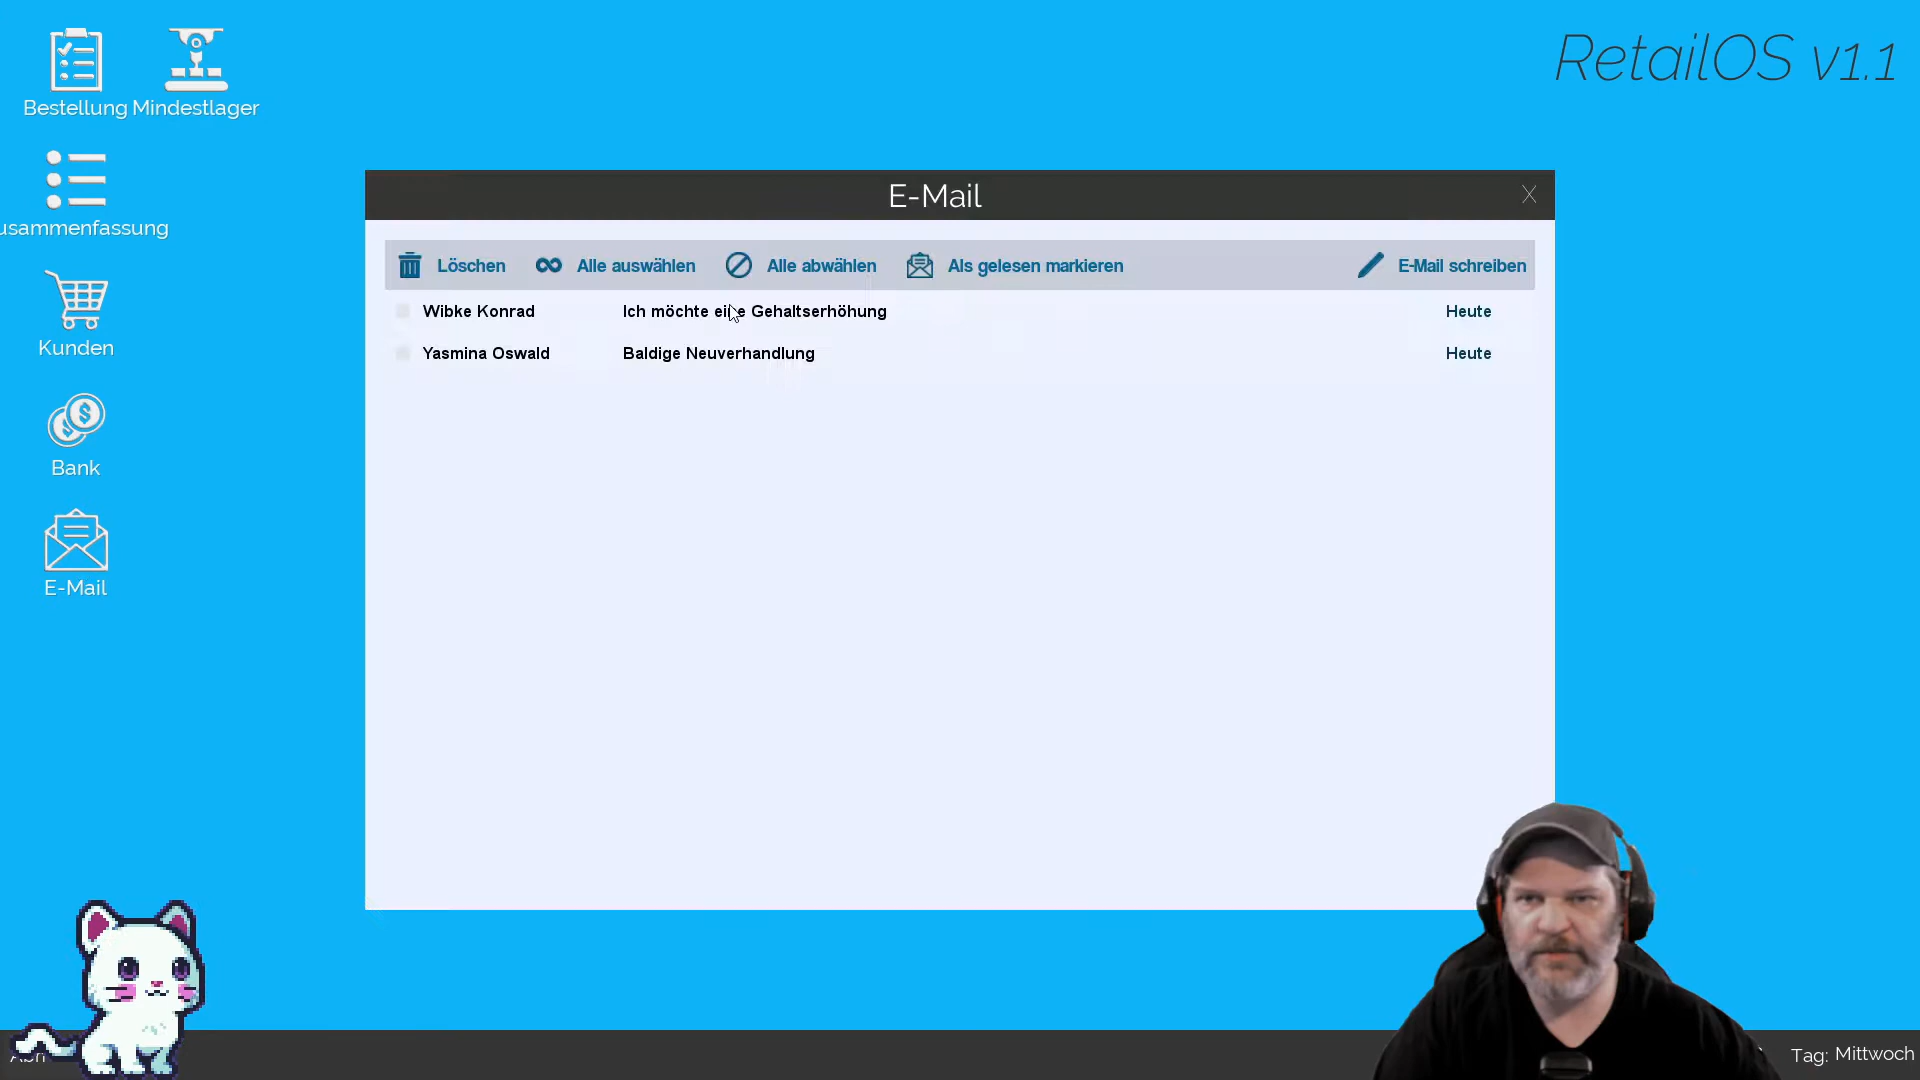 RetailOS v1.1
Bestellung
Mindestlager
usammenfassung
Kunden
Bank
E-Mail
E-Mail
X
Löschen
Alle auswählen
Alle abwählen
Als gelesen markieren
E-Mail schreiben
Wibke Konrad
Ich möchte eine Gehaltserhöhung
Heute
Yasmina Oswald
Baldige Neuverhandlung
Heute
Tag: Mittwoch